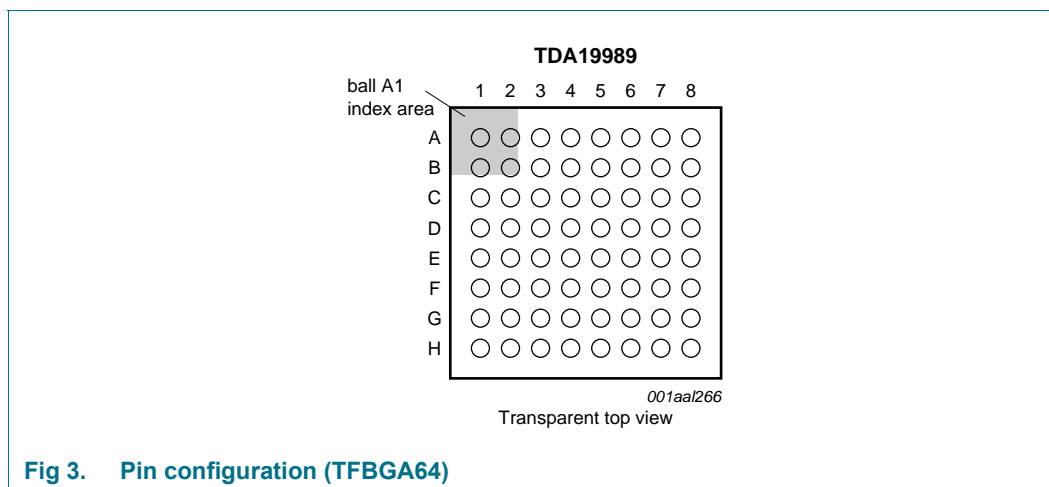 TDA19989
ball A1
index area
1 2 3 4 5 6 7 8
A
B
C
D
E
F
G
H
001aal266
Transparent top view
Fig 3. Pin configuration (TFBGA64)